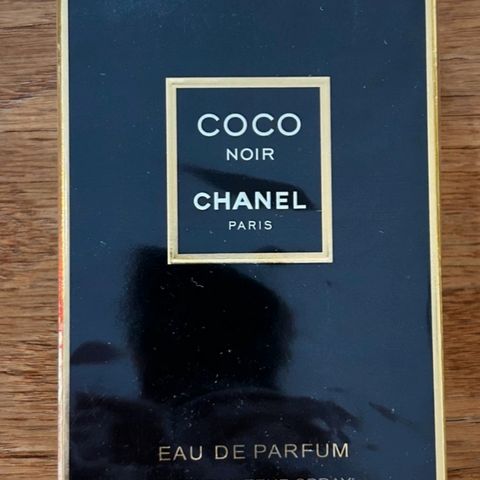 COCO
NOIR
CHANEL
PARIS
EAU DE PARFUM